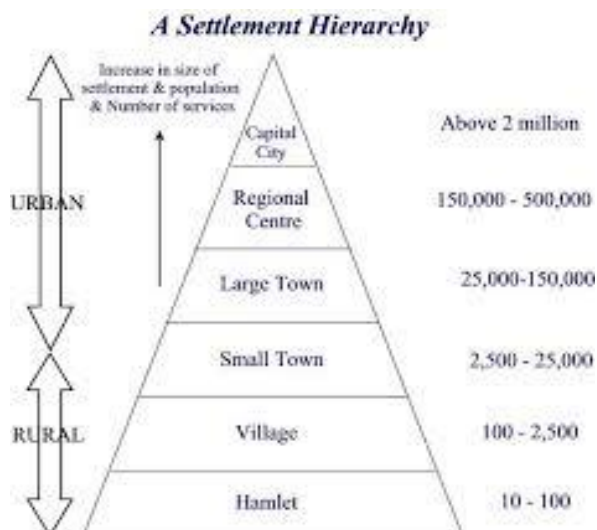 A Settlement Hierarchy
Increase in size of
settlement & population
& Number of services
Capital
City
Above 2 million
URBAN
Regional
Centre
150,000 - 500,000
Large Town
25,000-150,000
Small Town
2,500 - 25,000
RURAL
Village
100 - 2,500
Hamlet
10 - 100